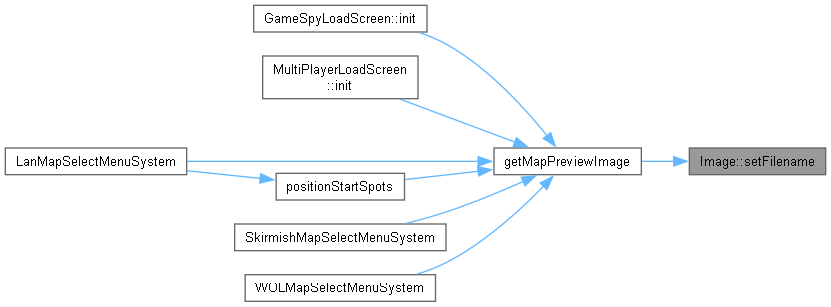 GameSpyLoadScreen::init
MultiPlayerLoadScreen
::init
LanMapSelectMenuSystem
getMapPreviewImage
Image::setFilename
positionStartSpots
SkirmishMapSelectMenuSystem
WOLMapSelectMenuSystem